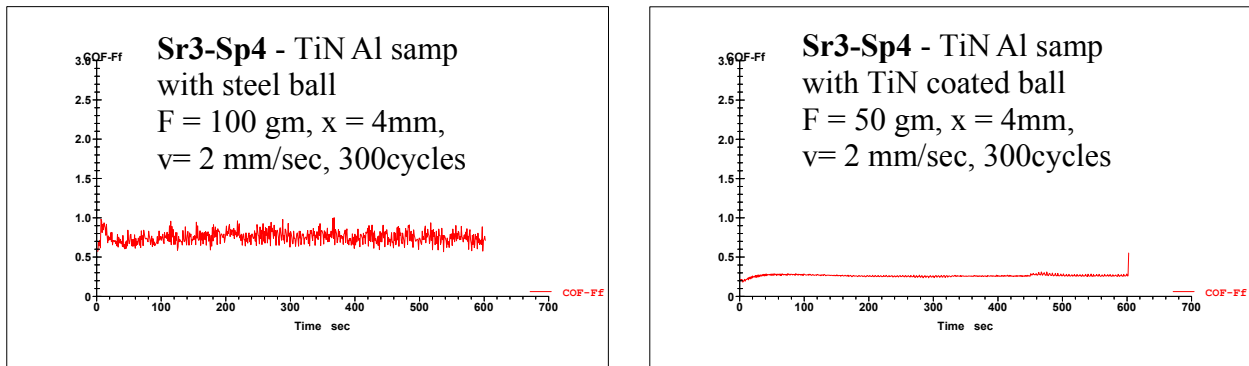 Sr3-Sp4 - TiN Al samp
with steel ball
F = 100 gm, x = 4mm,
v= 2 mm/sec, 300cycles
COF-Ff
3.0
2.5
2.0
1.5
1.0
0.5
0
0 100 200 300 400 500 600 700
Time sec
COF-Ff
Sr3-Sp4 - TiN Al samp
with TiN coated ball
F = 50 gm, x = 4mm,
v= 2 mm/sec, 300cycles
COF-Ff
3.0
2.5
2.0
1.5
1.0
0.5
0
0 100 200 300 400 500 600 700
Time sec
COF-Ff